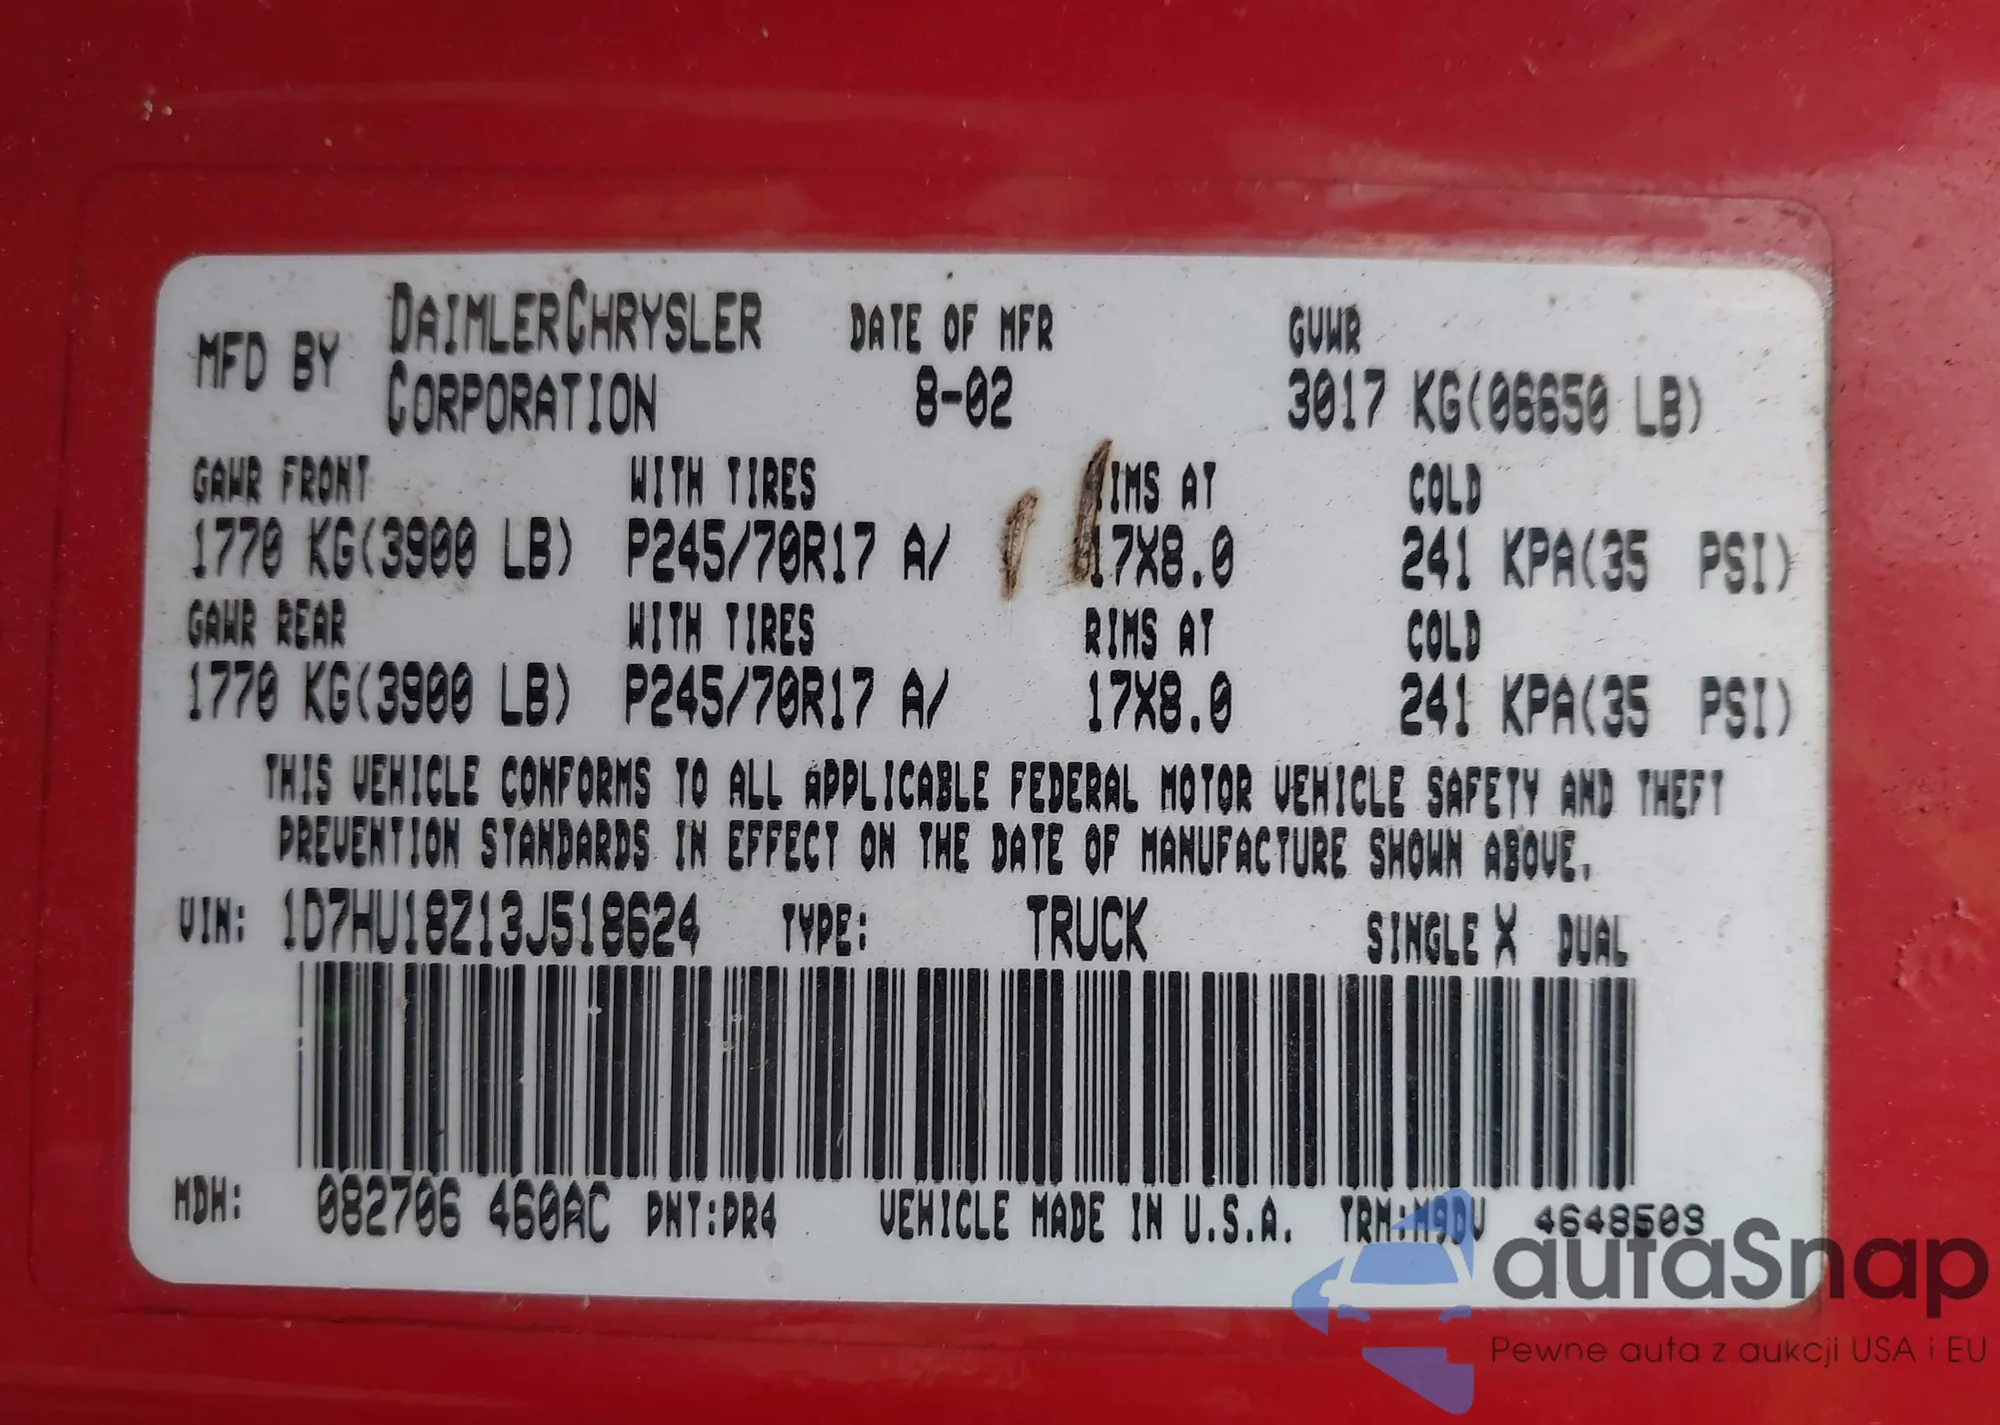 MFD BY DAIMLERCHRYSLER CORPORATION DATE OF MFR 8-02 GVWR 3017 KG(06650 LB)
GAWR FRONT WITH TIRES RIMS AT COLD
1770 KG(3900 LB) P245/70R17 A/ 17X8.0 241 KPA(35 PSI)
GAWR REAR WITH TIRES RIMS AT COLD
1770 KG(3900 LB) P245/70R17 A/ 17X8.0 241 KPA(35 PSI)
THIS VEHICLE CONFORMS TO ALL APPLICABLE FEDERAL MOTOR VEHICLE SAFETY AND THEFT
PREVENTION STANDARDS IN EFFECT ON THE DATE OF MANUFACTURE SHOWN ABOVE.
VIN: 1D7HU18Z13J518624 TYPE: TRUCK SINGLE X DUAL
MDH: 082706 460AC PNT:PR4 VEHICLE MADE IN U.S.A. TRM:M9DV 4648503
autaSnap
Pewne auta z aukcji USA i EU